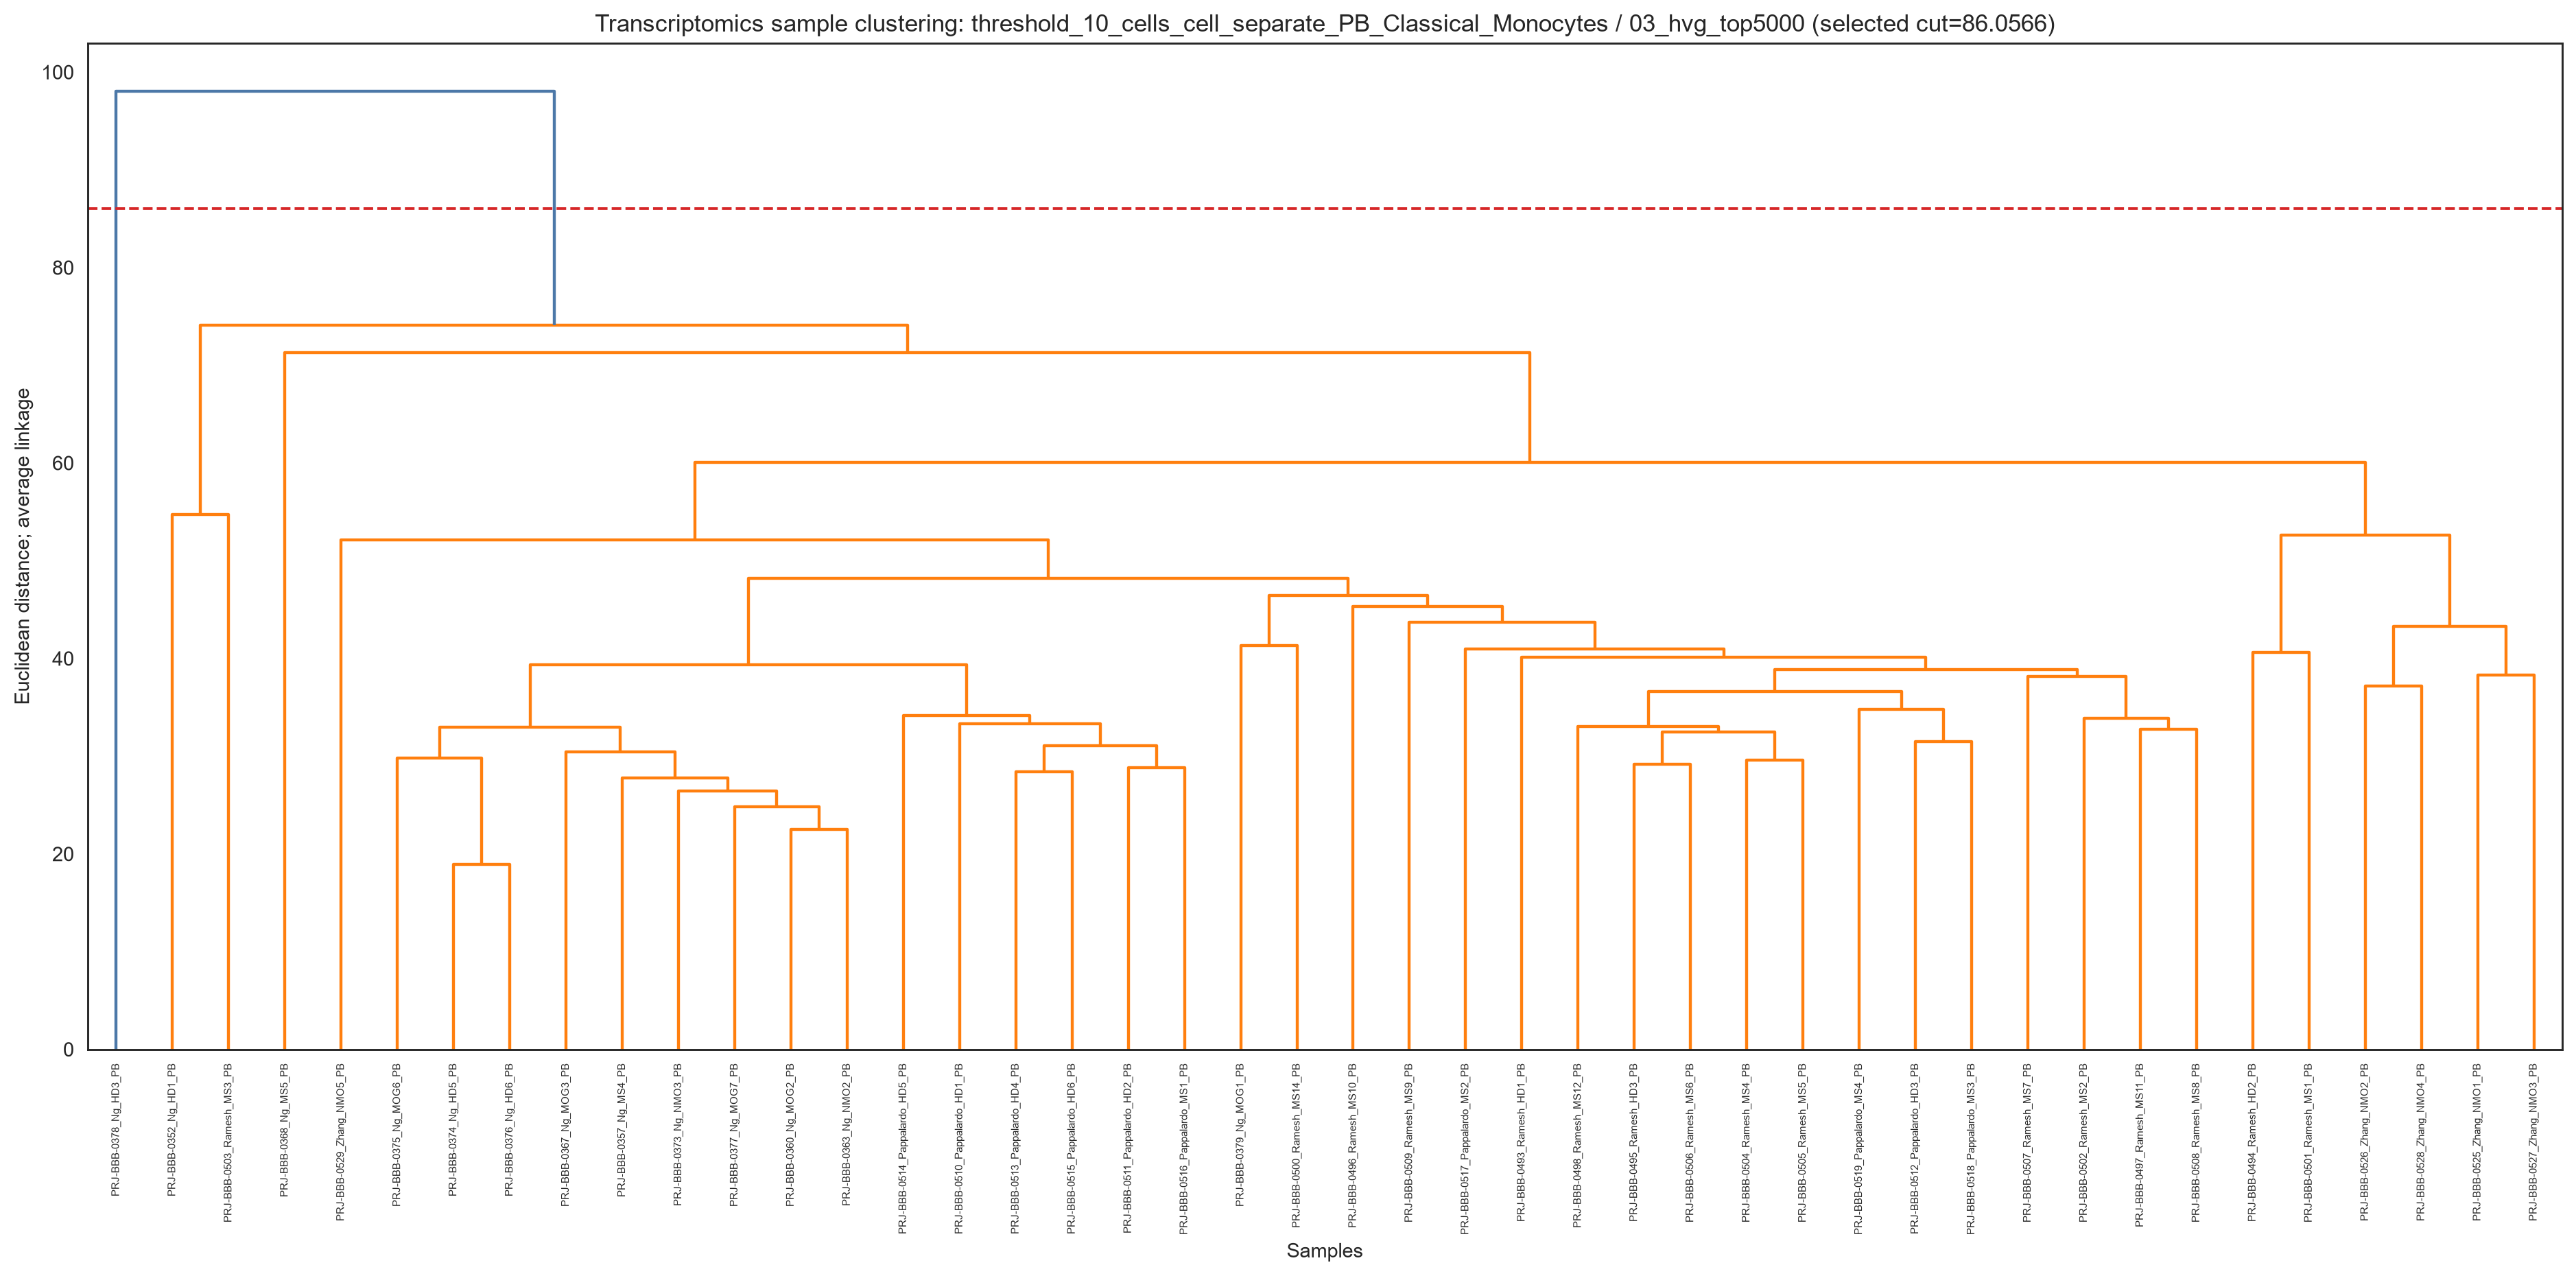 Transcriptomics sample clustering: threshold_10_cells_cell_separate_PB_Classical_Monocytes / 03_hvg_top5000 (selected cut=86.0566)
Euclidean distance; average linkage
100
80
60
40
20
0
PRJ-BBB-0378_Ng_HD3_PB
PRJ-BBB-0352_Ng_HD1_PB
PRJ-BBB-0503_Ramesh_MS3_PB
PRJ-BBB-0368_Ng_MS5_PB
PRJ-BBB-0529_Zhang_NMO5_PB
PRJ-BBB-0375_Ng_MOG6_PB
PRJ-BBB-0374_Ng_HD5_PB
PRJ-BBB-0376_Ng_HD6_PB
PRJ-BBB-0367_Ng_MOG3_PB
PRJ-BBB-0357_Ng_MS4_PB
PRJ-BBB-0373_Ng_NMO3_PB
PRJ-BBB-0377_Ng_MOG7_PB
PRJ-BBB-0360_Ng_MOG2_PB
PRJ-BBB-0363_Ng_NMO2_PB
PRJ-BBB-0514_Pappalardo_HD5_PB
PRJ-BBB-0510_Pappalardo_HD1_PB
PRJ-BBB-0513_Pappalardo_HD4_PB
PRJ-BBB-0515_Pappalardo_HD6_PB
PRJ-BBB-0511_Pappalardo_HD2_PB
PRJ-BBB-0516_Pappalardo_MS1_PB
PRJ-BBB-0379_Ng_MOG1_PB
PRJ-BBB-0500_Ramesh_MS14_PB
PRJ-BBB-0496_Ramesh_MS10_PB
PRJ-BBB-0509_Ramesh_MS9_PB
PRJ-BBB-0517_Pappalardo_MS2_PB
PRJ-BBB-0493_Ramesh_HD1_PB
PRJ-BBB-0498_Ramesh_MS12_PB
PRJ-BBB-0495_Ramesh_HD3_PB
PRJ-BBB-0506_Ramesh_MS6_PB
PRJ-BBB-0504_Ramesh_MS4_PB
PRJ-BBB-0505_Ramesh_MS5_PB
PRJ-BBB-0519_Pappalardo_MS4_PB
PRJ-BBB-0512_Pappalardo_HD3_PB
PRJ-BBB-0518_Pappalardo_MS3_PB
PRJ-BBB-0507_Ramesh_MS7_PB
PRJ-BBB-0502_Ramesh_MS2_PB
PRJ-BBB-0497_Ramesh_MS11_PB
PRJ-BBB-0508_Ramesh_MS8_PB
PRJ-BBB-0494_Ramesh_HD2_PB
PRJ-BBB-0501_Ramesh_MS1_PB
PRJ-BBB-0526_Zhang_NMO2_PB
PRJ-BBB-0528_Zhang_NMO4_PB
PRJ-BBB-0525_Zhang_NMO1_PB
PRJ-BBB-0527_Zhang_NMO3_PB
Samples